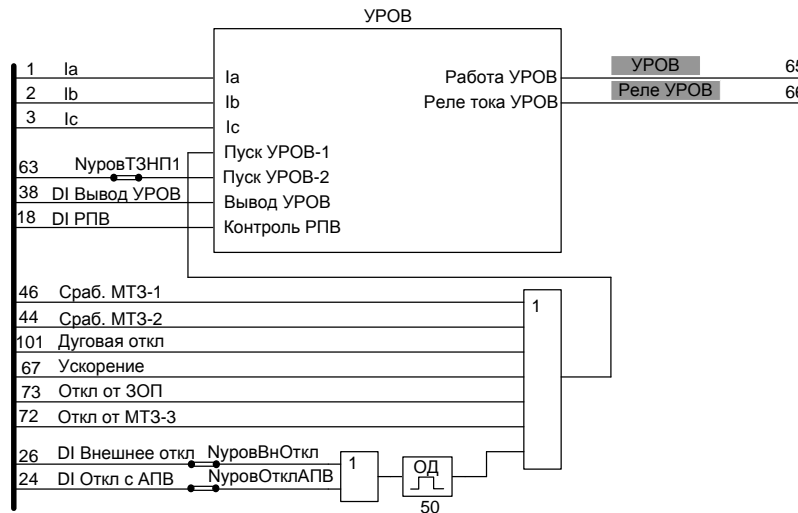 УРОВ
1 Ia
2 Ib
3 Ic
63 NуровТЗНП1
38 DI Вывод УРОВ
18 DI РПВ
Ia
Ib
Ic
Пуск УРОВ-1
Пуск УРОВ-2
Вывод УРОВ
Контроль РПВ
Работа УРОВ
Реле тока УРОВ
УРОВ 65
Реле УРОВ 66
46 Сраб. МТЗ-1
44 Сраб. МТЗ-2
101 Дуговая откл
67 Ускорение
73 Откл от ЗОП
72 Откл от МТЗ-3
1
26 DI Внешнее откл NуровВнОткл
24 DI Откл с АПВ NуровОтклАПВ
1
ОД
50